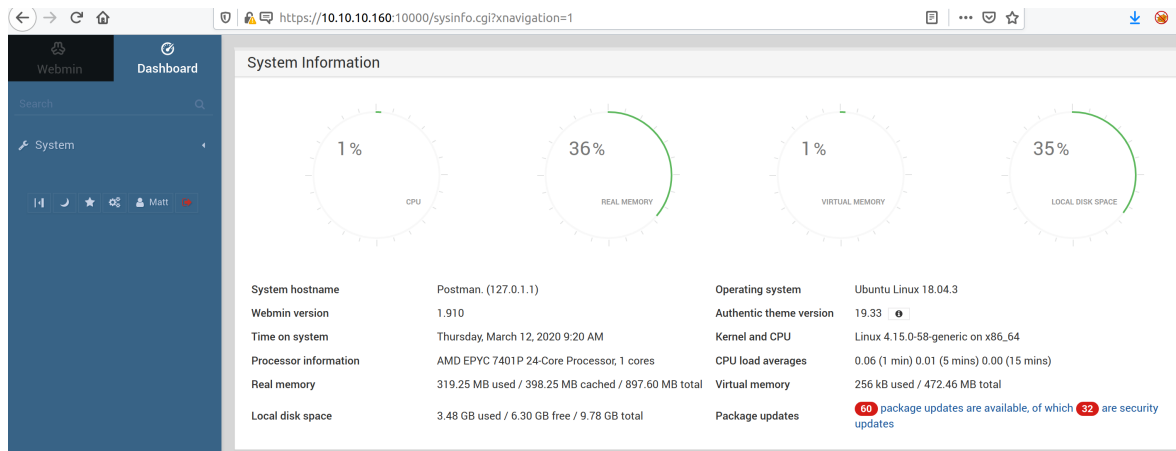 https://10.10.10.160:10000/sysinfo.cgi?xnavigation=1
Webmin
Dashboard
Search
System
Matt
System Information
1%
CPU
36%
REAL MEMORY
1%
VIRTUAL MEMORY
35%
LOCAL DISK SPACE
System hostname Postman. (127.0.1.1) Operating system Ubuntu Linux 18.04.3
Webmin version 1.910 Authentic theme version 19.33
Time on system Thursday, March 12, 2020 9:20 AM Kernel and CPU Linux 4.15.0-58-generic on x86_64
Processor information AMD EPYC 7401P 24-Core Processor, 1 cores CPU load averages 0.06 (1 min) 0.01 (5 mins) 0.00 (15 mins)
Real memory 319.25 MB used / 398.25 MB cached / 897.60 MB total Virtual memory 256 kB used / 472.46 MB total
Local disk space 3.48 GB used / 6.30 GB free / 9.78 GB total Package updates 60 package updates are available, of which 32 are security
updates